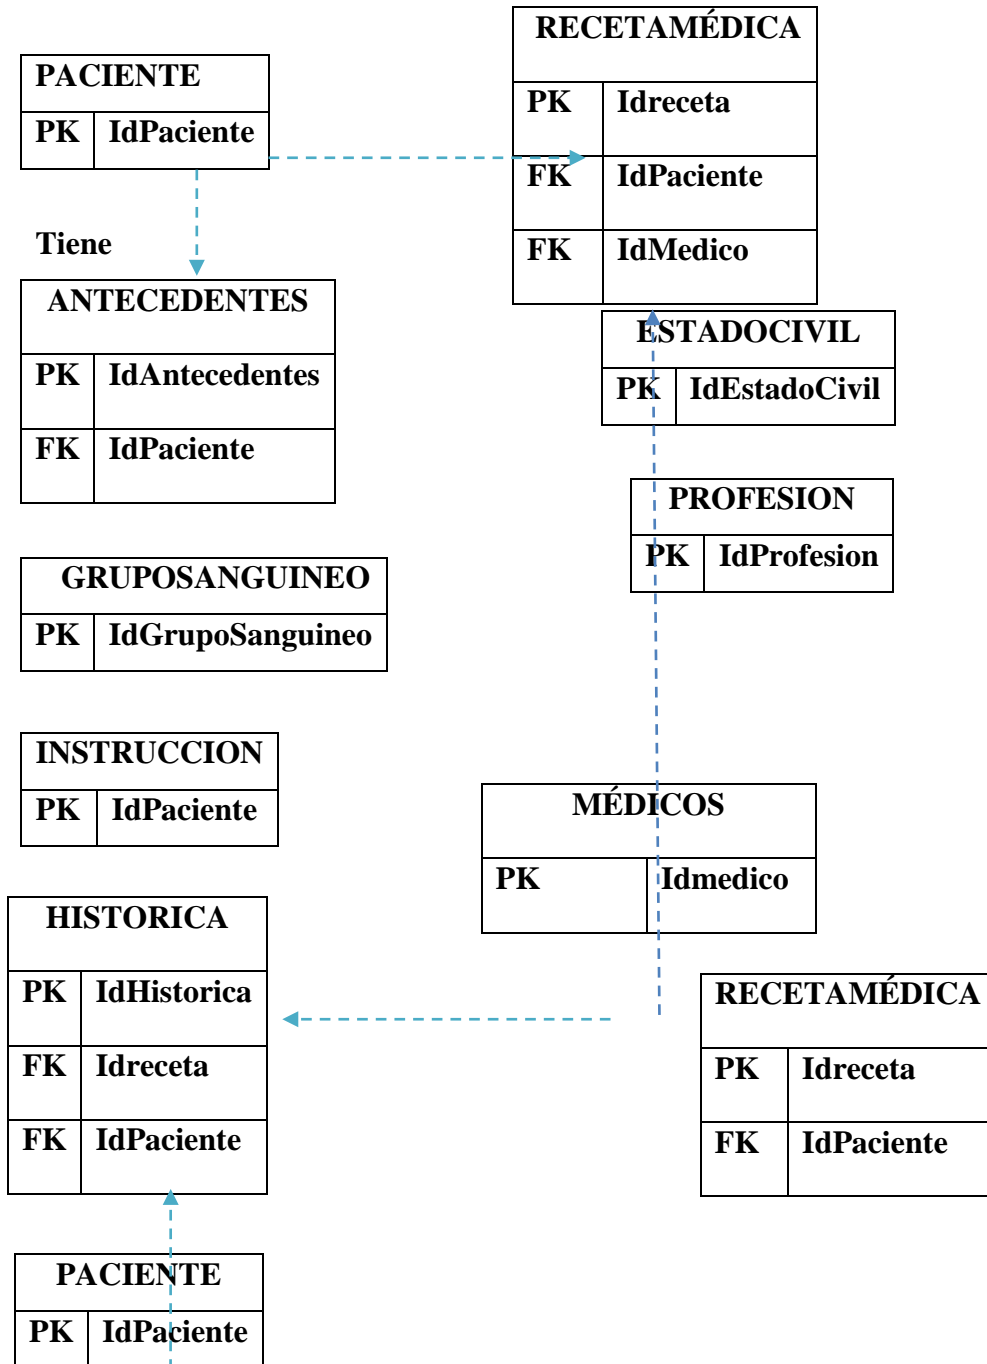 PACIENTE
PK IdPaciente
RECETAMÉDICA
PK Idreceta
FK IdPaciente
FK IdMedico
Tiene
ANTECEDENTES
PK IdAntecedentes
FK IdPaciente
ESTADOCIVIL
PK IdEstadoCivil
PROFESION
PK IdProfesion
GRUPOSANGUINEO
PK IdGrupoSanguineo
INSTRUCCION
PK IdPaciente
MÉDICOS
PK Idmedico
HISTORICA
PK IdHistorica
FK Idreceta
FK IdPaciente
RECETAMÉDICA
PK Idreceta
FK IdPaciente
PACIENTE
PK IdPaciente